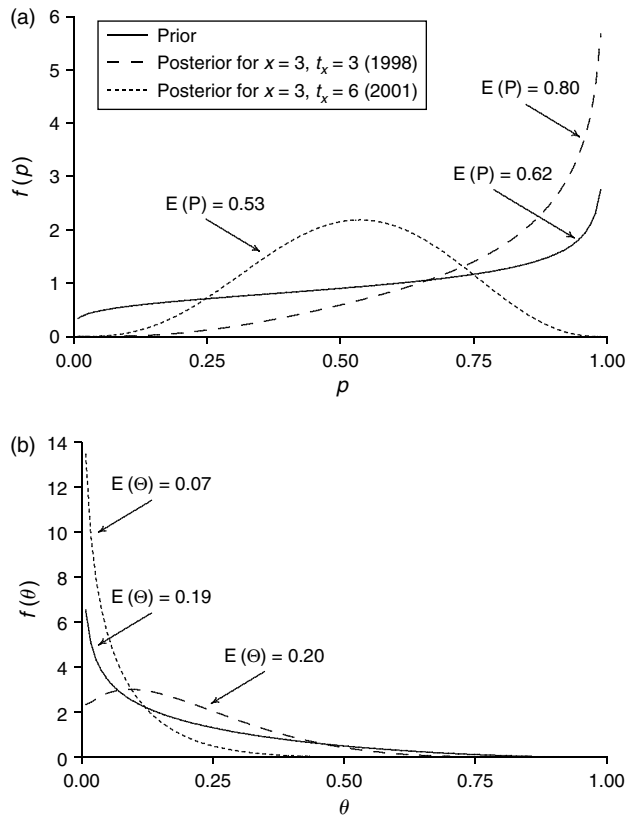 (a)
6
5
4
3
2
1
0
f (p)
Prior
Posterior for x = 3, tₓ = 3 (1998)
Posterior for x = 3, tₓ = 6 (2001)
E (P) = 0.80
E (P) = 0.62
E (P) = 0.53
0.00 0.25 0.50 0.75 1.00
p
(b)
14
12
10
8
6
4
2
0
f (θ)
E (Θ) = 0.07
E (Θ) = 0.19
E (Θ) = 0.20
0.00 0.25 0.50 0.75 1.00
θ